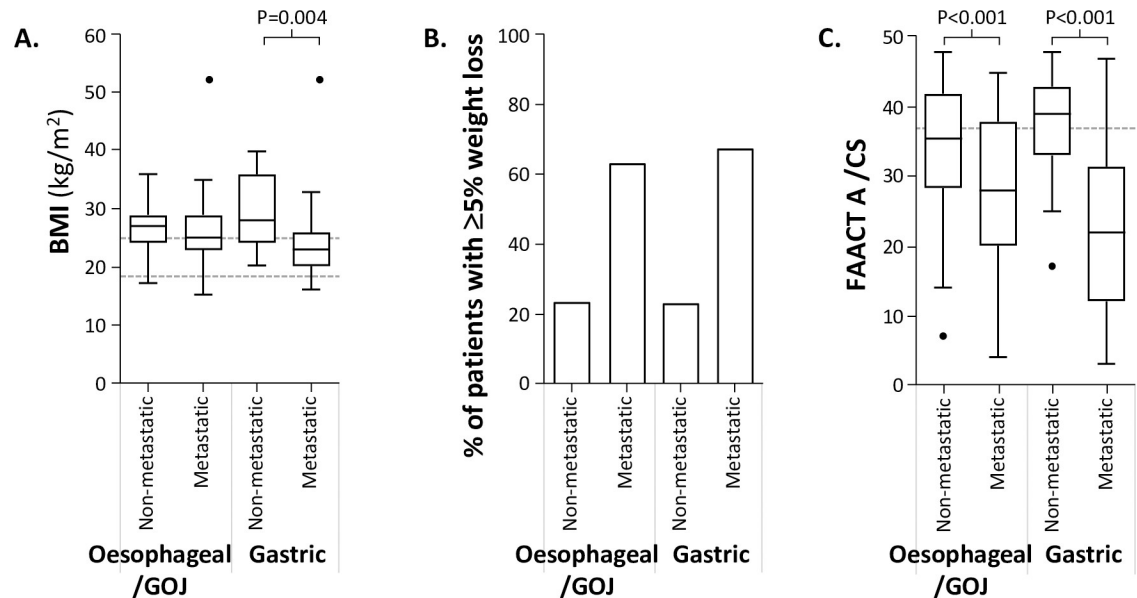 A.
P=0.004
BMI (kg/m²)
60
50
40
30
20
10
0
Non-metastatic
Metastatic
Non-metastatic
Metastatic
Oesophageal
/GOJ
Gastric
B.
% of patients with ≥5% weight loss
100
80
60
40
20
0
Non-metastatic
Metastatic
Non-metastatic
Metastatic
Oesophageal
/GOJ
Gastric
C.
P<0.001
P<0.001
FAACT A /CS
50
40
30
20
10
0
Non-metastatic
Metastatic
Non-metastatic
Metastatic
Oesophageal
/GOJ
Gastric